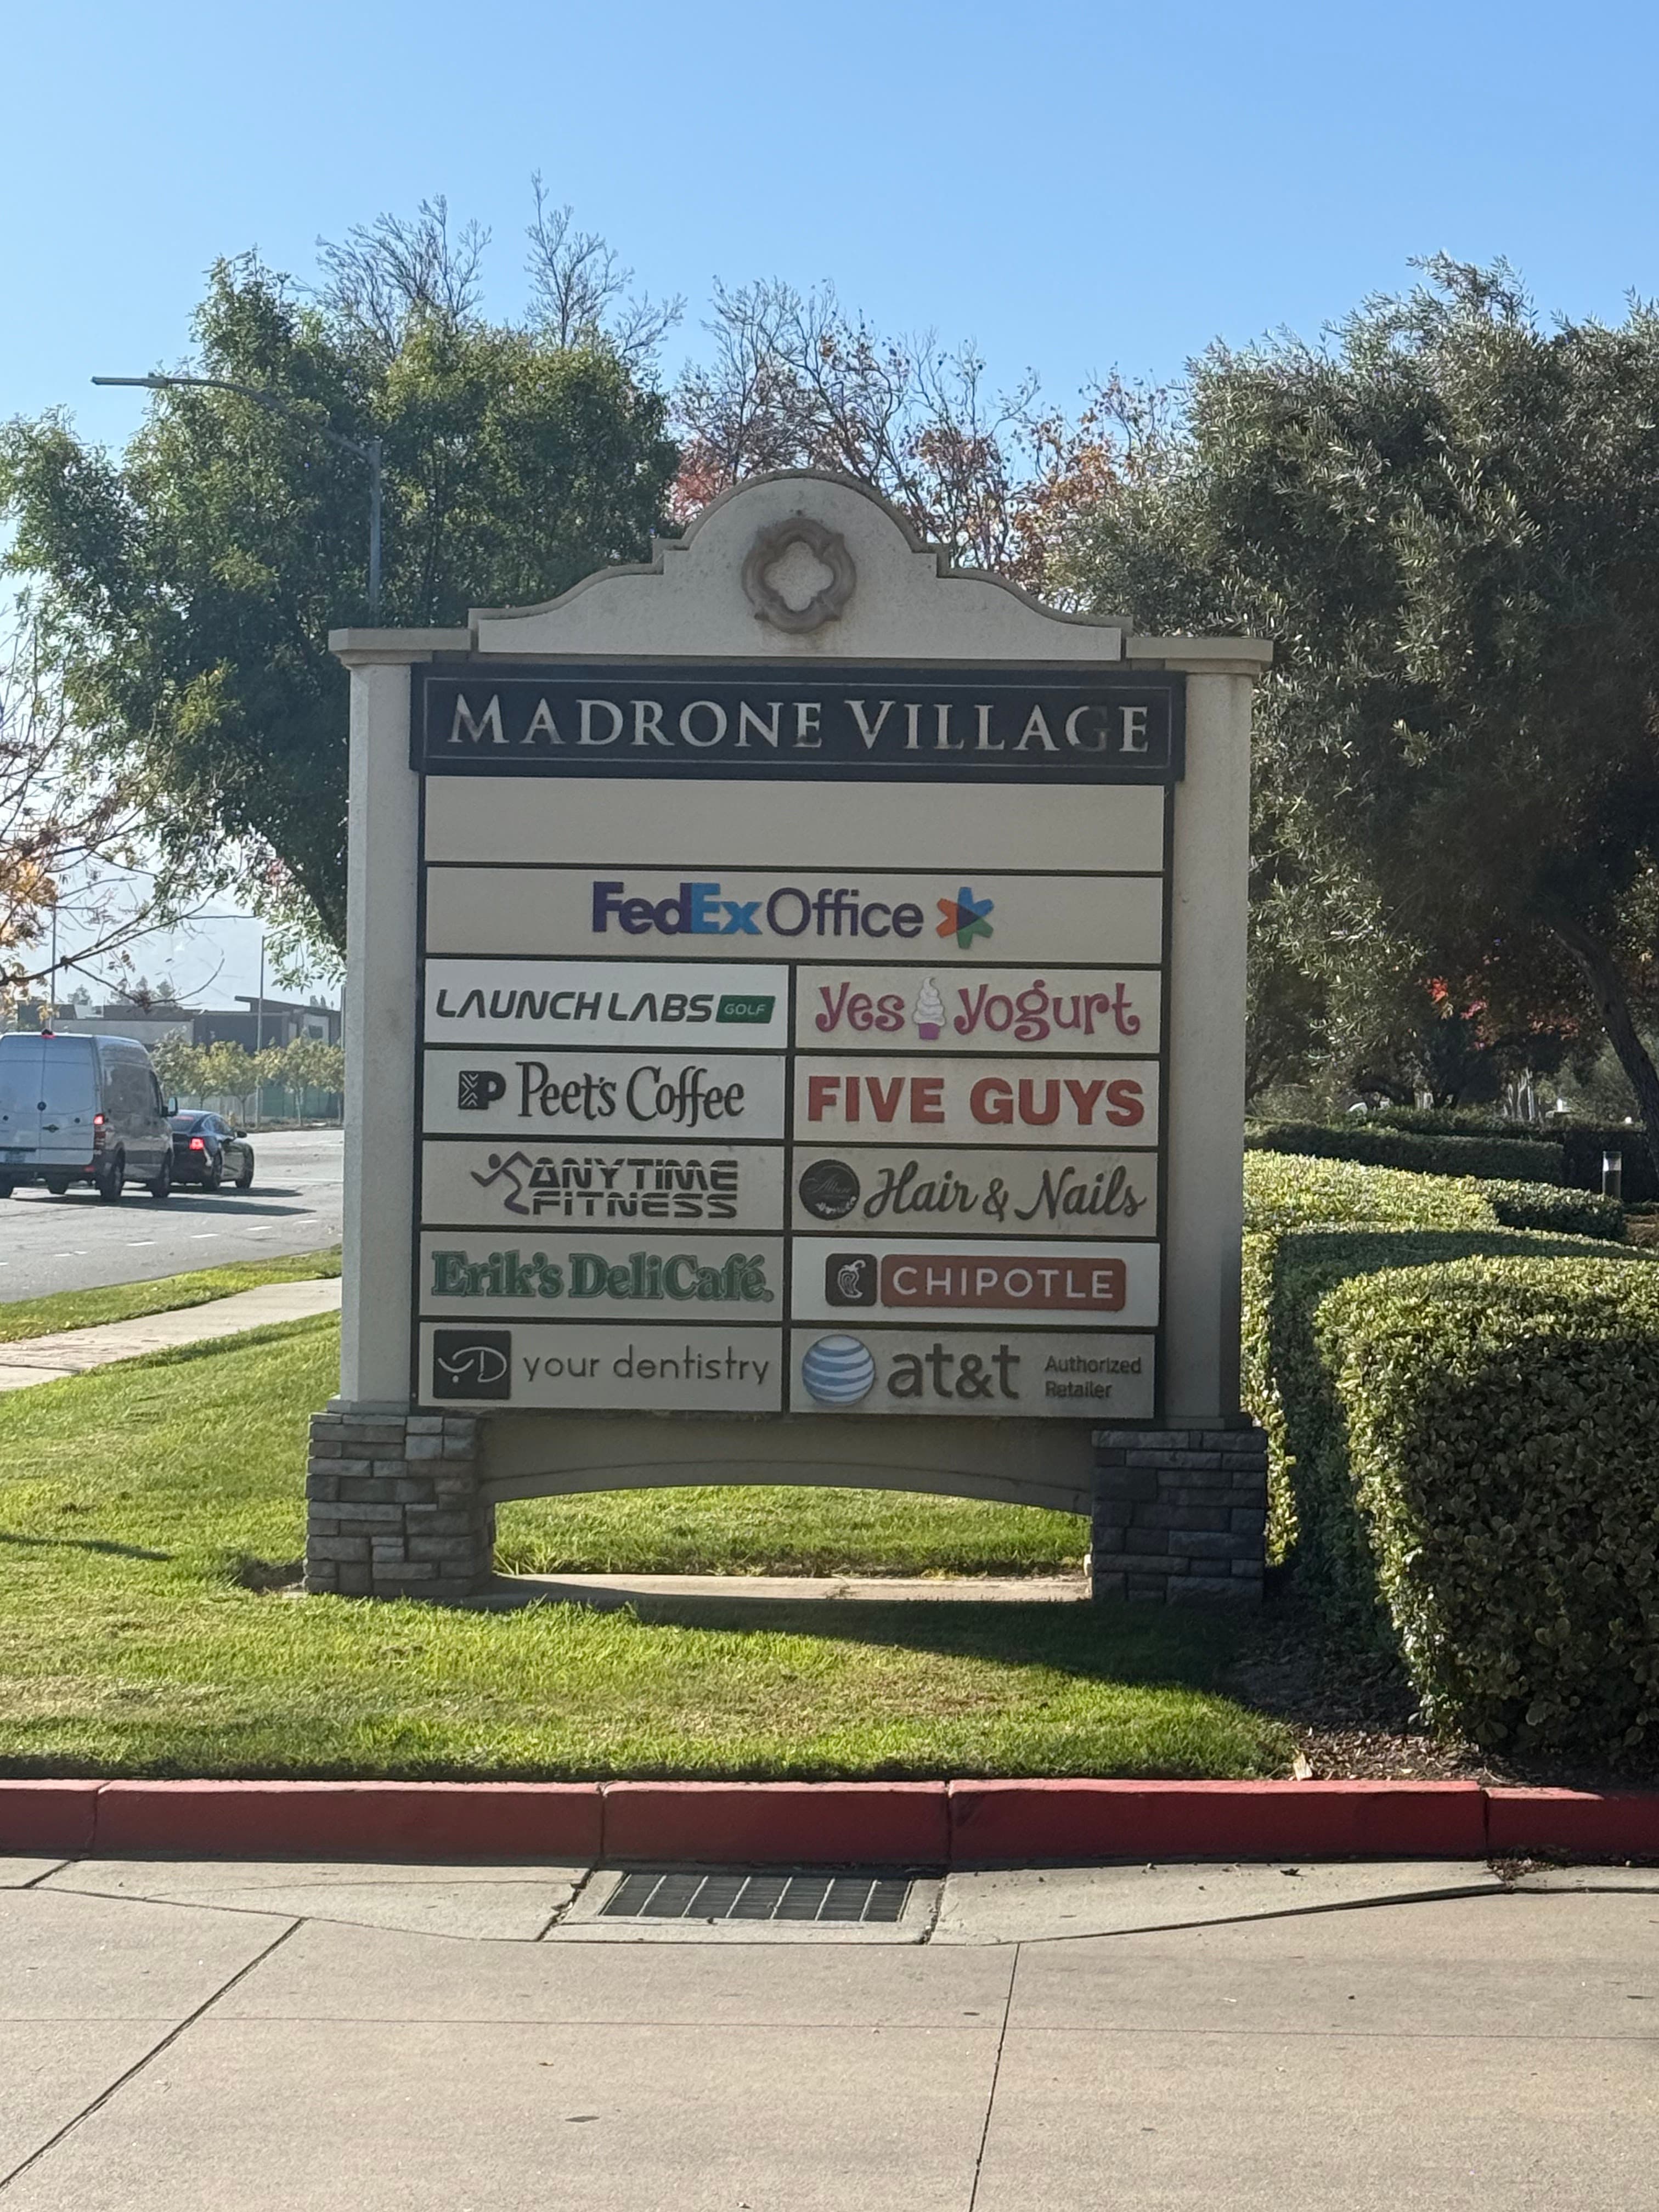 MADRONE VILLAGE
FedEx Office
LAUNCH LABS GOLF
yes yogurt
Peet's Coffee
FIVE GUYS
ANYTIME
FITNESS
Hair & Nails
Erik's DeliCafé
CHIPOTLE
yD your dentistry
at&t Authorized
Retailer